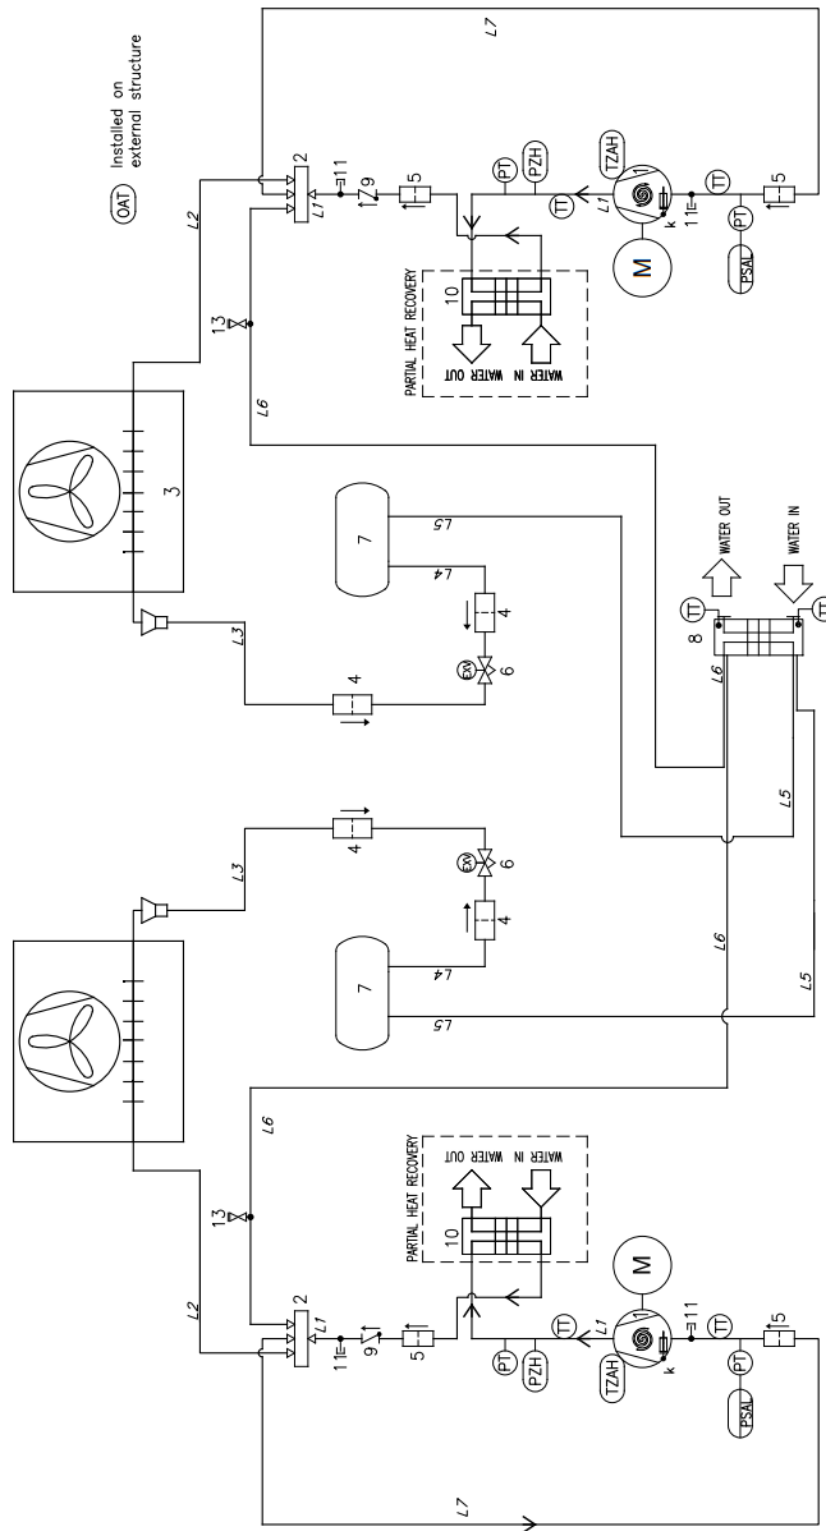 L7
OAT
Installed on
external structure
L2
2
L1
11
9
5
PT
PZH
TT
L1
TZAH
1
M
k
11
TT
PT
PSAL
5
13
L6
PARTIAL HEAT RECOVERY
10
WATER OUT
WATER IN
3
7
L5
L4
4
EXV
6
4
L3
WATER OUT
WATER IN
TT
TT
8
L6
L5
L3
4
EXV
6
4
7
L4
L5
L6
L5
13
L6
PARTIAL HEAT RECOVERY
10
WATER OUT
WATER IN
L2
2
L1
11
9
5
PT
PZH
TT
L1
TZAH
1
M
k
11
TT
PT
PSAL
5
L7